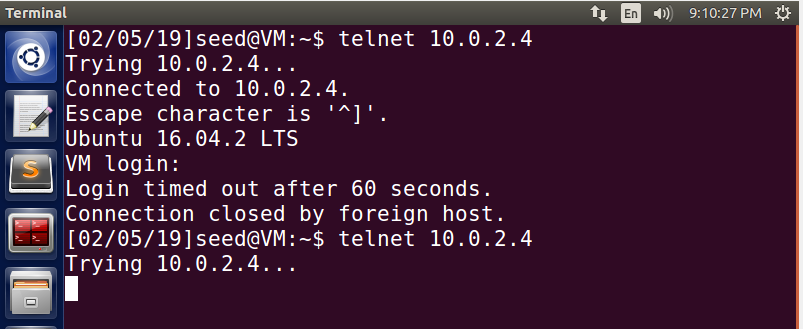 Terminal
En
9:10:27 PM
[02/05/19]seed@VM:~$ telnet 10.0.2.4
Trying 10.0.2.4...
Connected to 10.0.2.4.
Escape character is '^]'.
Ubuntu 16.04.2 LTS
VM login:
Login timed out after 60 seconds.
Connection closed by foreign host.
[02/05/19]seed@VM:~$ telnet 10.0.2.4
Trying 10.0.2.4...